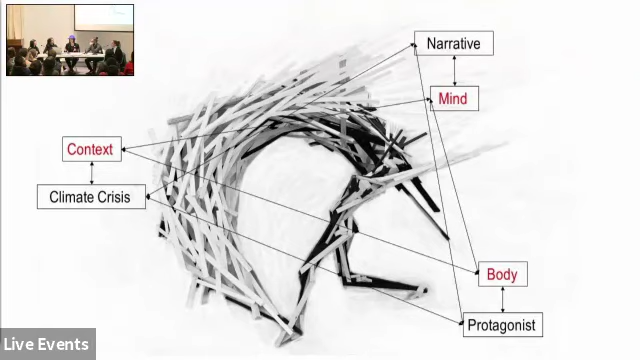 Narrative
Mind
Context
Climate Crisis
Body
Protagonist
Live Events